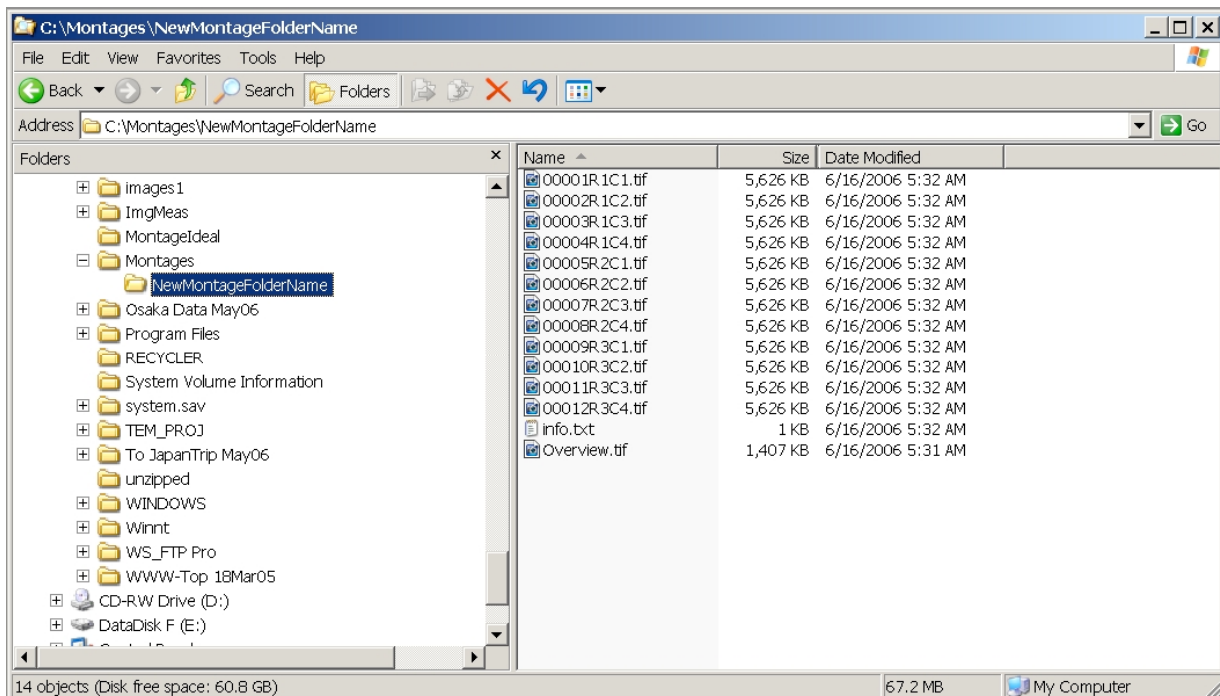 C:\Montages\NewMontageFolderName
File Edit View Favorites Tools Help
Back Search Folders
Address C:\Montages\NewMontageFolderName Go
Folders
images1
ImgMeas
MontageIdeal
Montages
NewMontageFolderName
Osaka Data May06
Program Files
RECYCLER
System Volume Information
system.sav
TEM_PROJ
To JapanTrip May06
unzipped
WINDOWS
Winnt
WS_FTP Pro
WWW-Top 18Mar05
CD-RW Drive (D:)
DataDisk F (E:)
Name Size Date Modified
00001R1C1.tif 5,626 KB 6/16/2006 5:32 AM
00002R1C2.tif 5,626 KB 6/16/2006 5:32 AM
00003R1C3.tif 5,626 KB 6/16/2006 5:32 AM
00004R1C4.tif 5,626 KB 6/16/2006 5:32 AM
00005R2C1.tif 5,626 KB 6/16/2006 5:32 AM
00006R2C2.tif 5,626 KB 6/16/2006 5:32 AM
00007R2C3.tif 5,626 KB 6/16/2006 5:32 AM
00008R2C4.tif 5,626 KB 6/16/2006 5:32 AM
00009R3C1.tif 5,626 KB 6/16/2006 5:32 AM
00010R3C2.tif 5,626 KB 6/16/2006 5:32 AM
00011R3C3.tif 5,626 KB 6/16/2006 5:32 AM
00012R3C4.tif 5,626 KB 6/16/2006 5:32 AM
info.txt 1 KB 6/16/2006 5:32 AM
Overview.tif 1,407 KB 6/16/2006 5:31 AM
14 objects (Disk free space: 60.8 GB) 67.2 MB My Computer